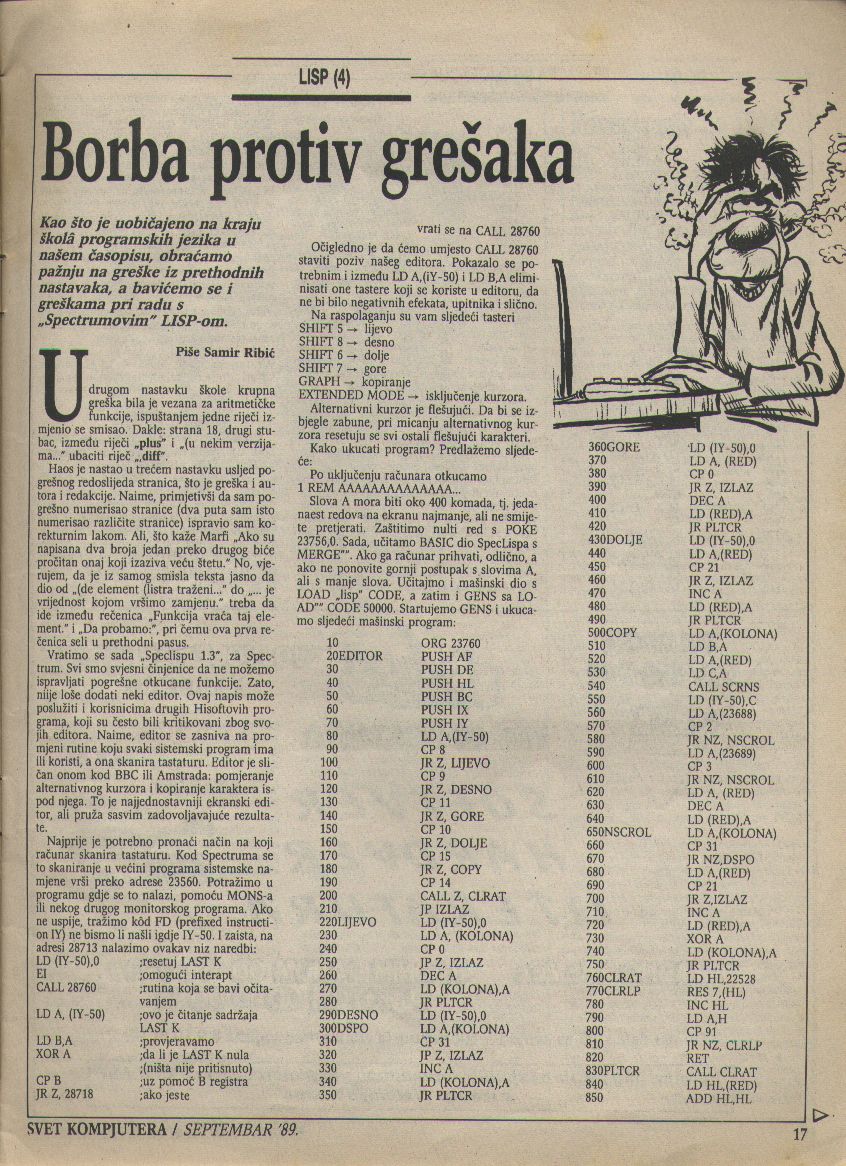 LISP (4)
Borba protiv grešaka
Kao što je uobičajeno na kraju
školâ programskih jezika u
našem časopisu, obraćamo
pažnju na greške iz prethodnih
nastavaka, a bavićemo se i
greškama pri radu s
„Spectrumovim” LISP-om.
Piše Samir Ribić
U drugom nastavku škole krupna
greška bila je vezana za aritmetičke
funkcije, ispuštanjem jedne riječi iz-
mjenio se smisao. Dakle: strana 18, drugi stu-
bac, između riječi „plus” i „(u nekim verzija-
ma...” ubaciti riječ „,diff”.
Haos je nastao u trećem nastavku usljed po-
grešnog redoslijeda stranica, što je greška i au-
tora i redakcije. Naime, primjetivši da sam po-
grešno numerisao stranice (dva puta sam isto
numerisao različite stranice) ispravio sam ko-
rekturnim lakom. Ali, što kaže Marfi „Ako su
napisana dva broja jedan preko drugog biće
pročitan onaj koji izaziva veću štetu.” No, vje-
rujem, da je iz samog smisla teksta jasno da
dio od „(de element (listra traženi...” do „... je
vrijednost kojom vršimo zamjenu.” treba da
ide između rečenica „Funkcija vraća taj ele-
ment.” i „Da probamo:”, pri čemu ova prva re-
čenica seli u prethodni pasus.
Vratimo se sada „Speclispu 1.3”, za Spec-
trum. Svi smo svjesni činjenice da ne možemo
ispravljati pogrešne otkucane funkcije. Zato,
niije loše dodati neki editor. Ovaj napis može
poslužiti i korisnicima drugih Hisoftovih pro-
grama, koji su često bili kritikovani zbog svo-
jih editora. Naime, editor se zasniva na pro-
mjeni rutine koju svaki sistemski program ima
ili koristi, a ona skanira tastaturu. Editor je sli-
čan onom kod BBC ili Amstrada: pomjeranje
alternativnog kurzora i kopiranje karaktera is-
pod njega. To je najjednostavniji ekranski edi-
tor, ali pruža sasvim zadovoljavajuće rezulta-
te.
Najprije je potrebno pronaći način na koji
računar skanira tastaturu. Kod Spectruma se
to skaniranje u većini programa sistemske na-
mjene vrši preko adrese 23560. Potražimo u
programu gdje se to nalazi, pomoću MONS-a
ili nekog drugog monitorskog programa. Ako
ne uspije, tražimo kôd FD (prefixed instructi-
on IY) ne bismo li našli igdje IY-50. I zaista, na
adresi 28713 nalazimo ovakav niz naredbi:
LD (IY-50),0 ;resetuj LAST K
EI ;omogući interapt
CALL 28760 ;rutina koja se bavi očita-
vanjem
LD A, (IY-50) ;ovo je čitanje sadržaja
LAST K
LD B,A ;provjeravamo
XOR A ;da li je LAST K nula
;(ništa nije pritisnuto)
CP B ;uz pomoć B registra
JR Z, 28718 ;ako jeste
vrati se na CALL 28760
Očigledno je da ćemo umjesto CALL 28760
staviti poziv našeg editora. Pokazalo se po-
trebnim i između LD A,(iY-50) i LD B,A elimi-
nisati one tastere koji se koriste u editoru, da
ne bi bilo negativnih efekata, upitnika i slično.
Na raspolaganju su vam sljedeći tasteri
SHIFT 5 → lijevo
SHIFT 8 → desno
SHIFT 6 → dolje
SHIFT 7 → gore
GRAPH → kopiranje
EXTENDED MODE → isključenje kurzora.
Alternativni kurzor je flešujući. Da bi se iz-
bjegle zabune, pri micanju alternativnog kur-
zora resetuju se svi ostali flešujući karakteri.
Kako ukucati program? Predlažemo sljede-
će:
Po uključenju računara otkucamo
1 REM AAAAAAAAAAAAAA...
Slova A mora biti oko 400 komada, tj. jeda-
naest redova na ekranu najmanje, ali ne smije-
te pretjerati. Zaštitimo nulti red s POKE
23756,0. Sada, učitamo BASIC dio SpecLispa s
MERGE””. Ako ga računar prihvati, odlično, a
ako ne ponovite gornji postupak s slovima A,
ali s manje slova. Učitajmo i mašinski dio s
LOAD „lisp” CODE, a zatim i GENS sa LO-
AD”” CODE 50000. Startujemo GENS i ukuca-
mo sljedeći mašinski program:
10 ORG 23760
20EDITOR PUSH AF
30 PUSH DE
40 PUSH HL
50 PUSH BC
60 PUSH IX
70 PUSH IY
80 LD A,(IY-50)
90 CP 8
100 JR Z, LIJEVO
110 CP 9
120 JR Z, DESNO
130 CP 11
140 JR Z, GORE
150 CP 10
160 JR Z, DOLJE
170 CP 15
180 JR Z, COPY
190 CP 14
200 CALL Z, CLRAT
210 JP IZLAZ
220LIJEVO LD (IY-50),0
230 LD A, (KOLONA)
240 CP 0
250 JP Z, IZLAZ
260 DEC A
270 LD (KOLONA),A
280 JR PLTCR
290DESNO LD (IY-50),0
300DSPO LD A,(KOLONA)
310 CP 31
320 JP Z, IZLAZ
330 INC A
340 LD (KOLONA),A
350 JR PLTCR
360GORE LD (IY-50),0
370 LD A, (RED)
380 CP 0
390 JR Z, IZLAZ
400 DEC A
410 LD (RED),A
420 JR PLTCR
430DOLJE LD (IY-50),0
440 LD A,(RED)
450 CP 21
460 JR Z, IZLAZ
470 INC A
480 LD (RED),A
490 JR PLTCR
500COPY LD A,(KOLONA)
510 LD B,A
520 LD A,(RED)
530 LD C,A
540 CALL SCRNS
550 LD (IY-50),C
560 LD A,(23688)
570 CP 2
580 JR NZ, NSCROL
590 LD A,(23689)
600 CP 3
610 JR NZ, NSCROL
620 LD A, (RED)
630 DEC A
640 LD (RED),A
650NSCROL LD A,(KOLONA)
660 CP 31
670 JR NZ,DSPO
680 LD A,(RED)
690 CP 21
700 JR Z,IZLAZ
710 INC A
720 LD (RED),A
730 XOR A
740 LD (KOLONA),A
750 JR PLTCR
760CLRAT LD HL,22528
770CLRLP RES 7,(HL)
780 INC HL
790 LD A,H
800 CP 91
810 JR NZ, CLRLP
820 RET
830PLTCR CALL CLRAT
840 LD HL,(RED)
850 ADD HL,HL
SVET KOMPJUTERA / SEPTEMBAR '89.
17